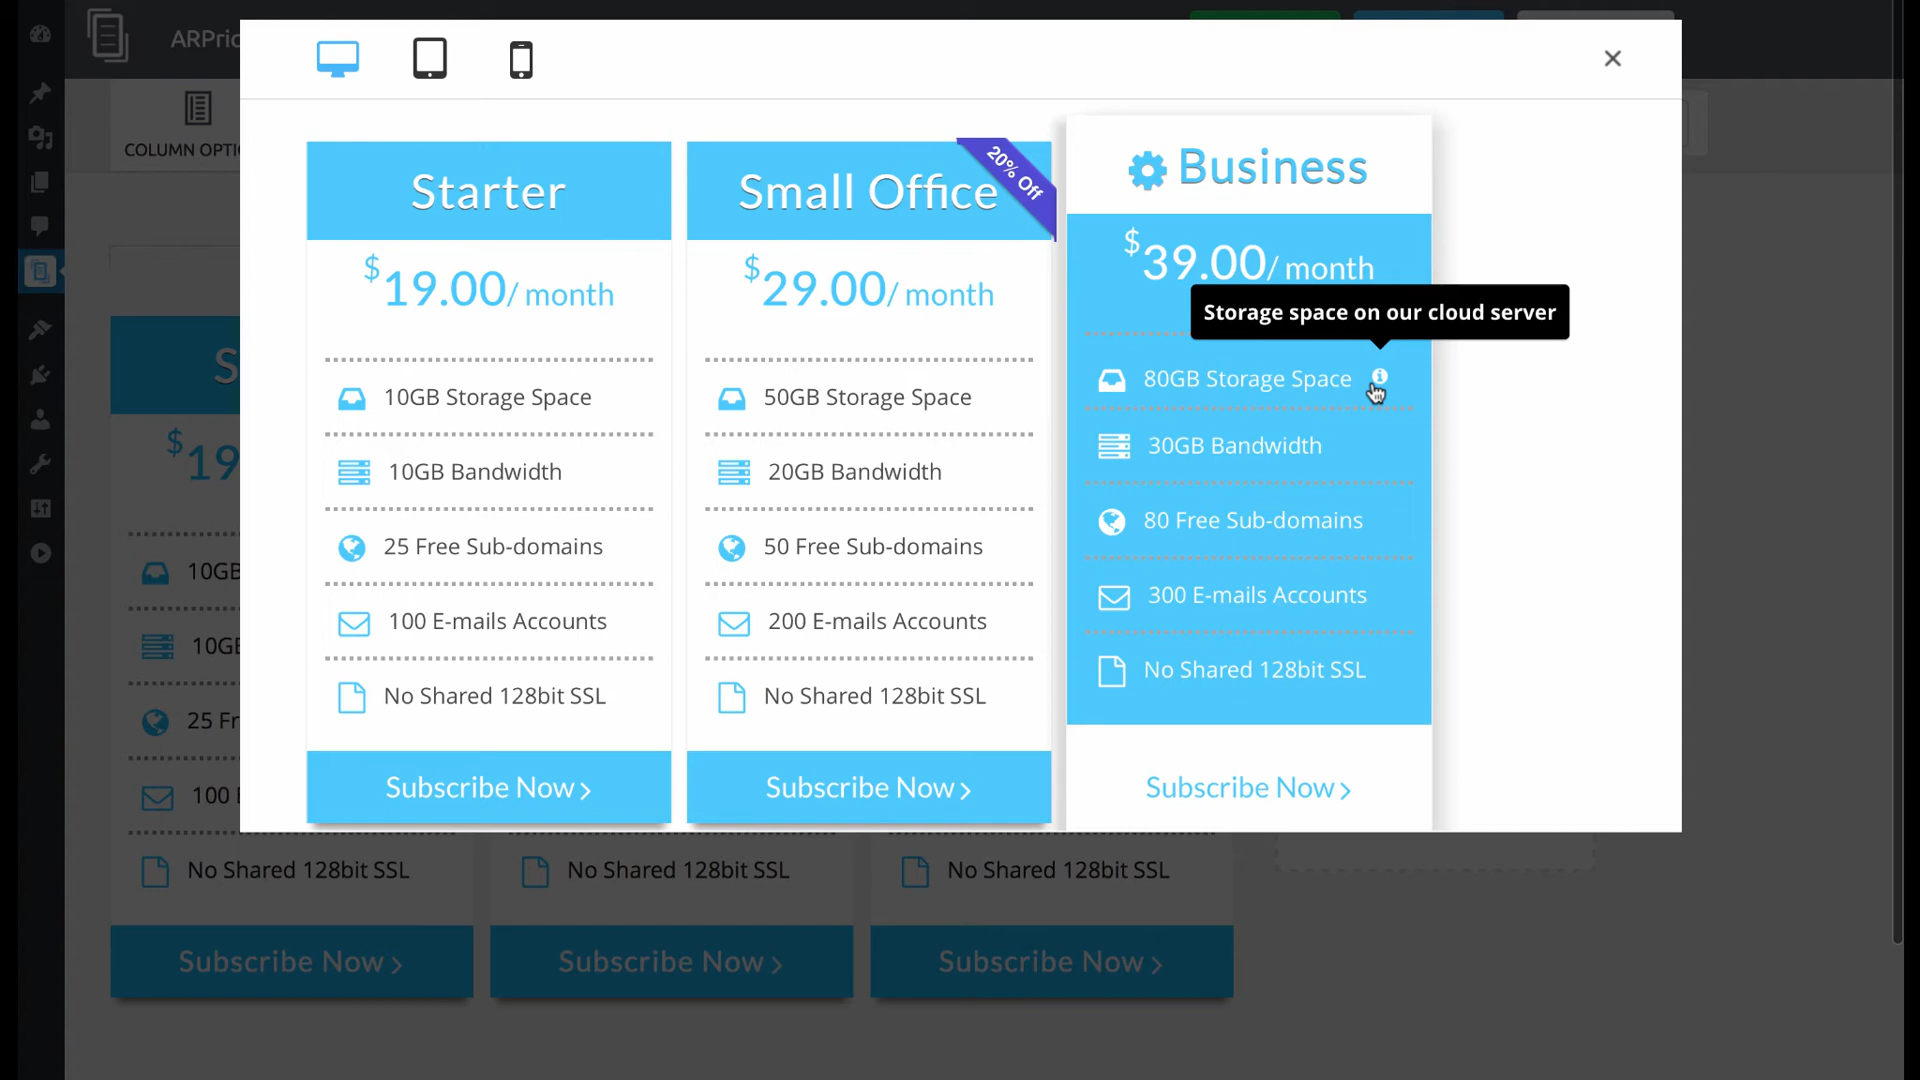 ARPric
COLUMN OPTI
Starter
$19.00/ month
10GB Storage Space
10GB Bandwidth
25 Free Sub-domains
100 E-mails Accounts
No Shared 128bit SSL
Subscribe Now
Small Office
20% Off
$29.00/ month
50GB Storage Space
20GB Bandwidth
50 Free Sub-domains
200 E-mails Accounts
No Shared 128bit SSL
Subscribe Now
Business
$39.00/ month
Storage space on our cloud server
80GB Storage Space
30GB Bandwidth
80 Free Sub-domains
300 E-mails Accounts
No Shared 128bit SSL
Subscribe Now
S
$19
10GB
10GB
25 Fr
100 E
No Shared 128bit SSL
No Shared 128bit SSL
No Shared 128bit SSL
Subscribe Now
Subscribe Now
Subscribe Now